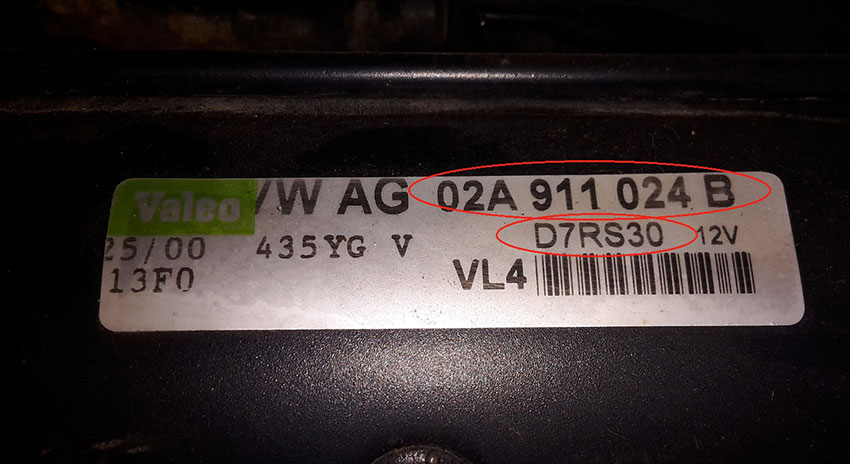 Valeo VW AG 02A 911 024 B
D7RS30 12V
25/00 435YG V
13F0
VL4